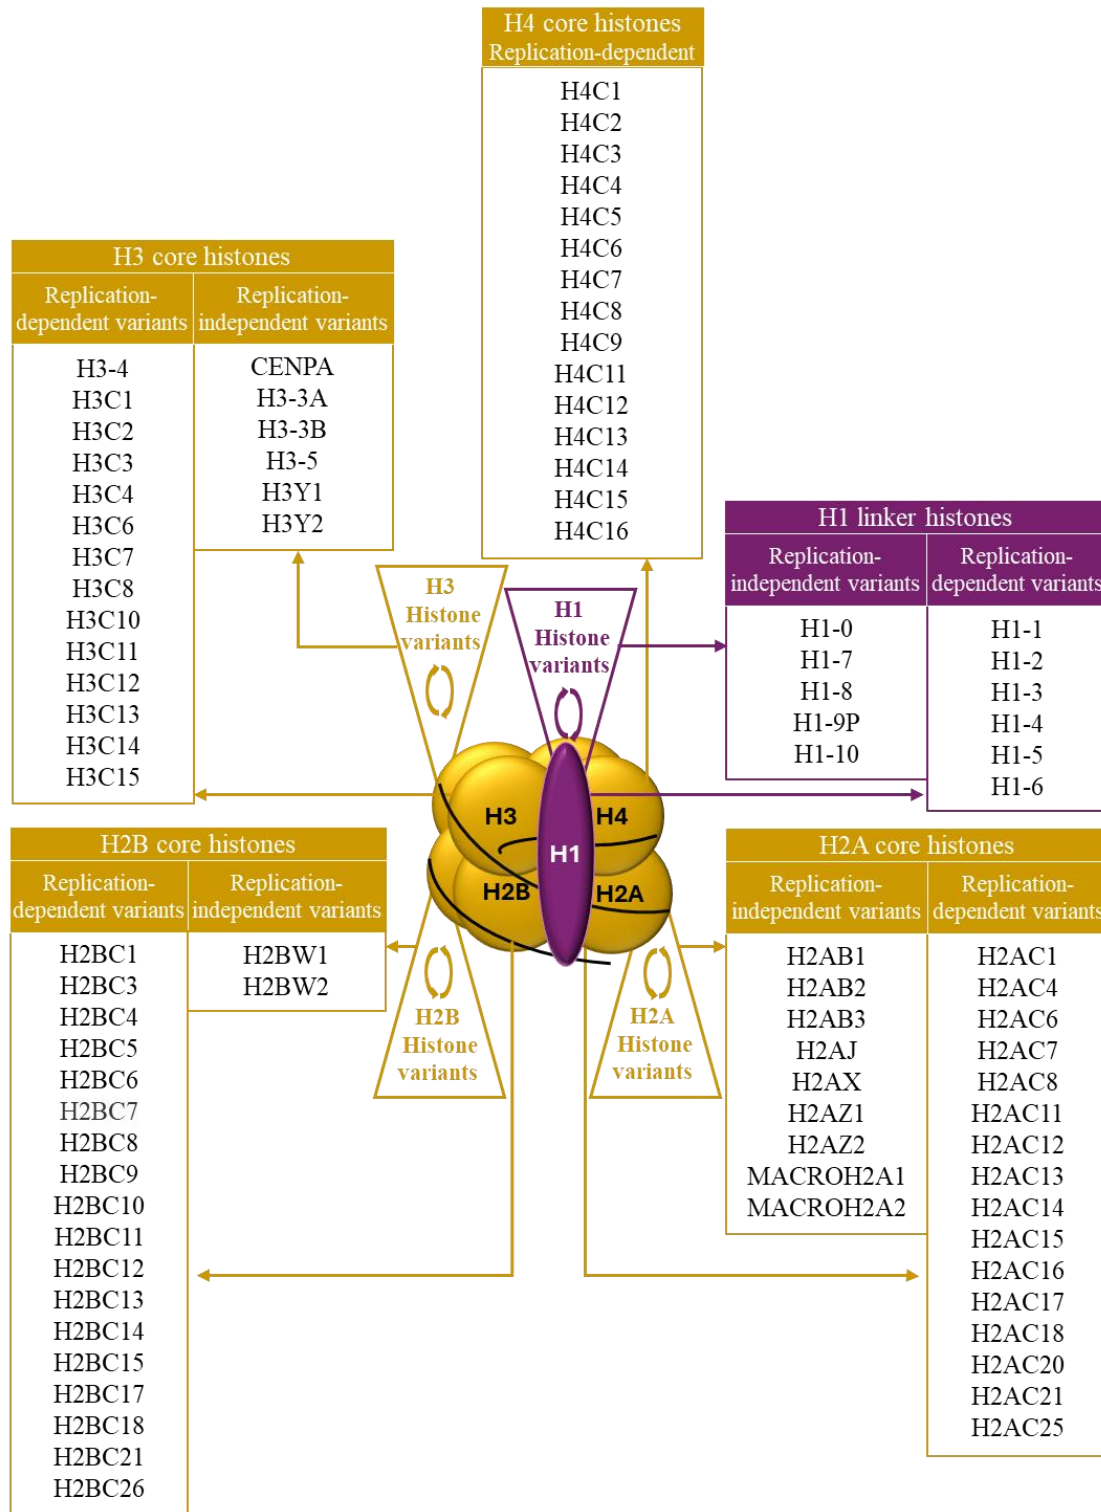 H4 core histones
Replication-dependent
H4C1
H4C2
H4C3
H4C4
H4C5
H4C6
H4C7
H4C8
H4C9
H4C11
H4C12
H4C13
H4C14
H4C15
H4C16
H3 core histones
Replication-
dependent variants
H3-4
H3C1
H3C2
H3C3
H3C4
H3C6
H3C7
H3C8
H3C10
H3C11
H3C12
H3C13
H3C14
H3C15
Replication-
independent variants
CENPA
H3-3A
H3-3B
H3-5
H3Y1
H3Y2
H3
Histone
variants
H1
Histone
variants
H1 linker histones
Replication-
independent variants
H1-0
H1-7
H1-8
H1-9P
H1-10
Replication-
dependent variants
H1-1
H1-2
H1-3
H1-4
H1-5
H1-6
H3
H4
H1
H2B
H2A
H2B core histones
Replication-
dependent variants
H2BC1
H2BC3
H2BC4
H2BC5
H2BC6
H2BC7
H2BC8
H2BC9
H2BC10
H2BC11
H2BC12
H2BC13
H2BC14
H2BC15
H2BC17
H2BC18
H2BC21
H2BC26
Replication-
independent variants
H2BW1
H2BW2
H2B
Histone
variants
H2A
Histone
variants
H2A core histones
Replication-
independent variants
H2AB1
H2AB2
H2AB3
H2AJ
H2AX
H2AZ1
H2AZ2
MACROH2A1
MACROH2A2
Replication-
dependent variants
H2AC1
H2AC4
H2AC6
H2AC7
H2AC8
H2AC11
H2AC12
H2AC13
H2AC14
H2AC15
H2AC16
H2AC17
H2AC18
H2AC20
H2AC21
H2AC25